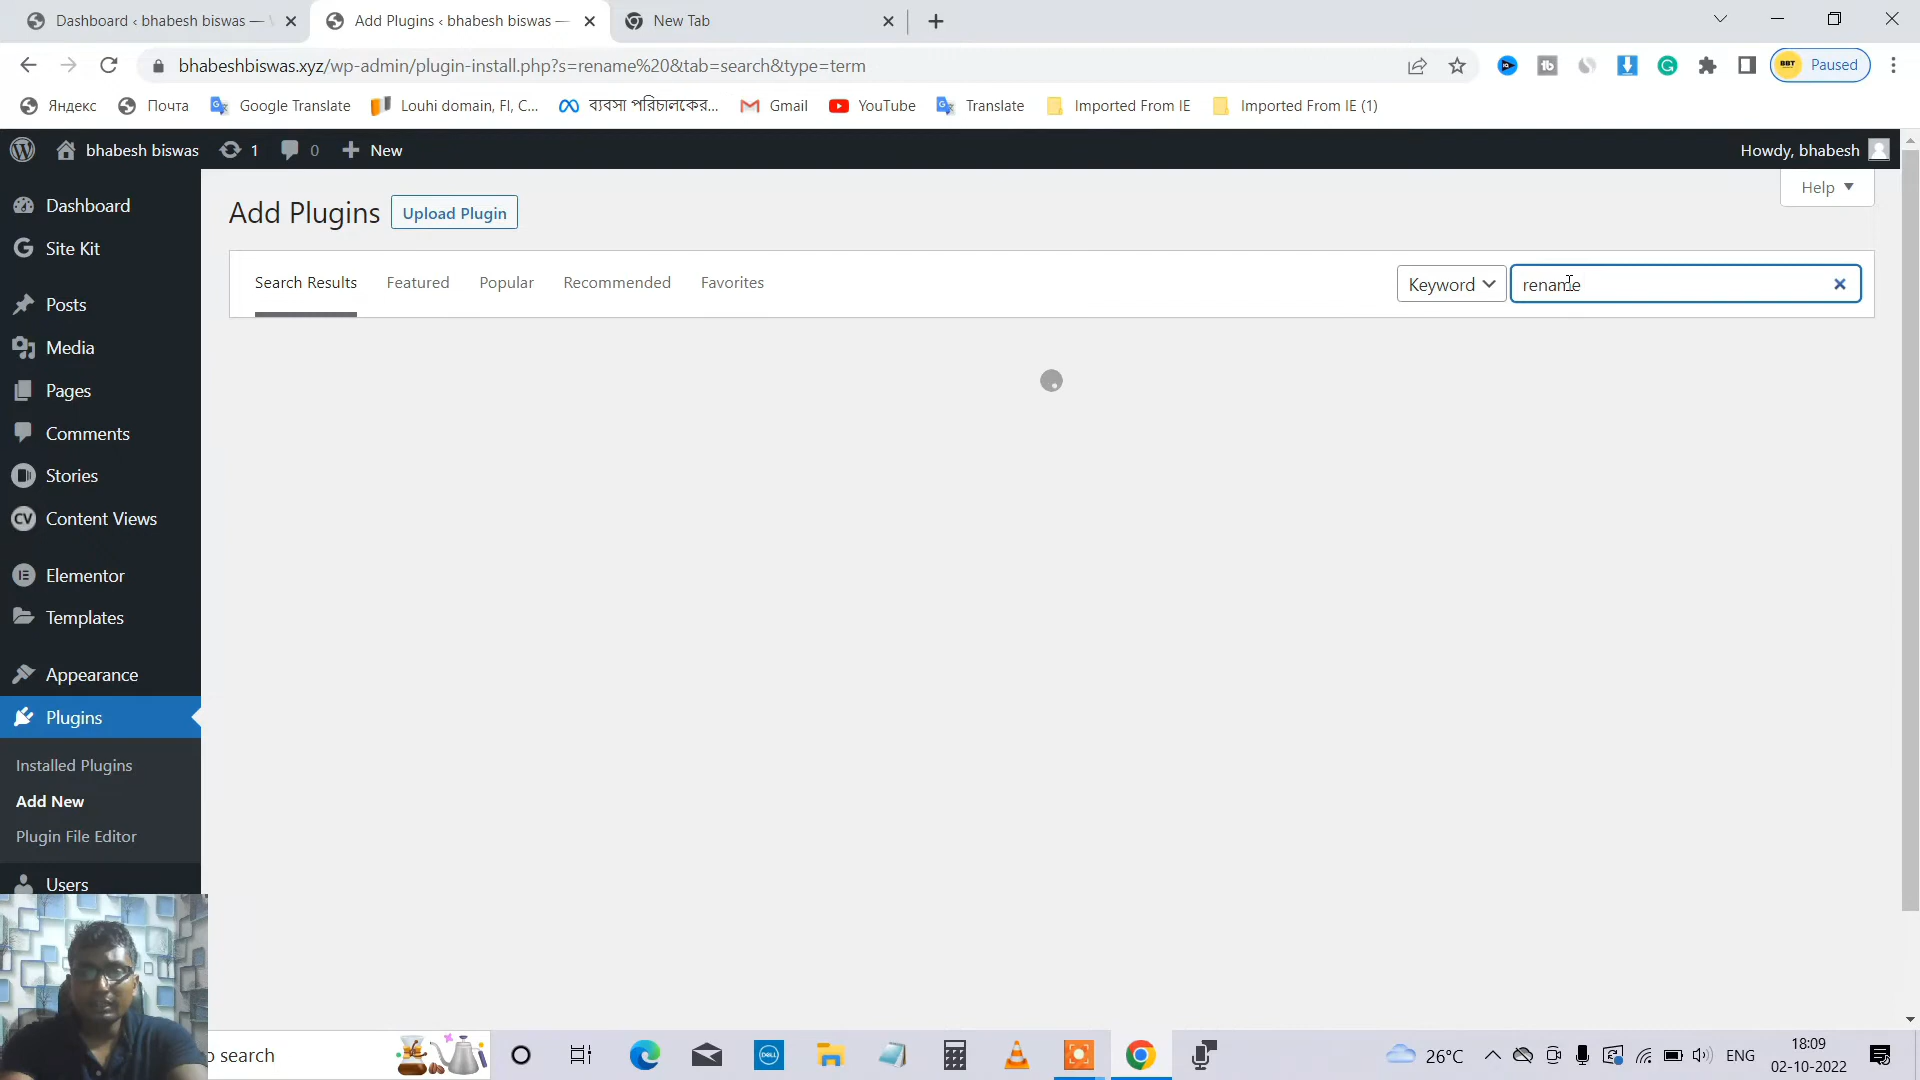 Dashboard ‹ bhabesh biswas —
Add Plugins ‹ bhabesh biswas —
New Tab
bhabeshbiswas.xyz/wp-admin/plugin-install.php?s=rename%20&tab=search&type=term
Paused
BBT
Яндекс
Почта
Google Translate
Louhi domain, FI, C...
ব্যবসা পরিচালকের...
Gmail
YouTube
Translate
Imported From IE
Imported From IE (1)
bhabesh biswas
1
0
New
Howdy, bhabesh
Help
Dashboard
Site Kit
Posts
Media
Pages
Comments
Stories
CV Content Views
Elementor
Templates
Appearance
Plugins
Installed Plugins
Add New
Plugin File Editor
Users
Add Plugins
Upload Plugin
Search Results
Featured
Popular
Recommended
Favorites
Keyword
rename
o search
DELL
26°C
ENG
18:09
02-10-2022